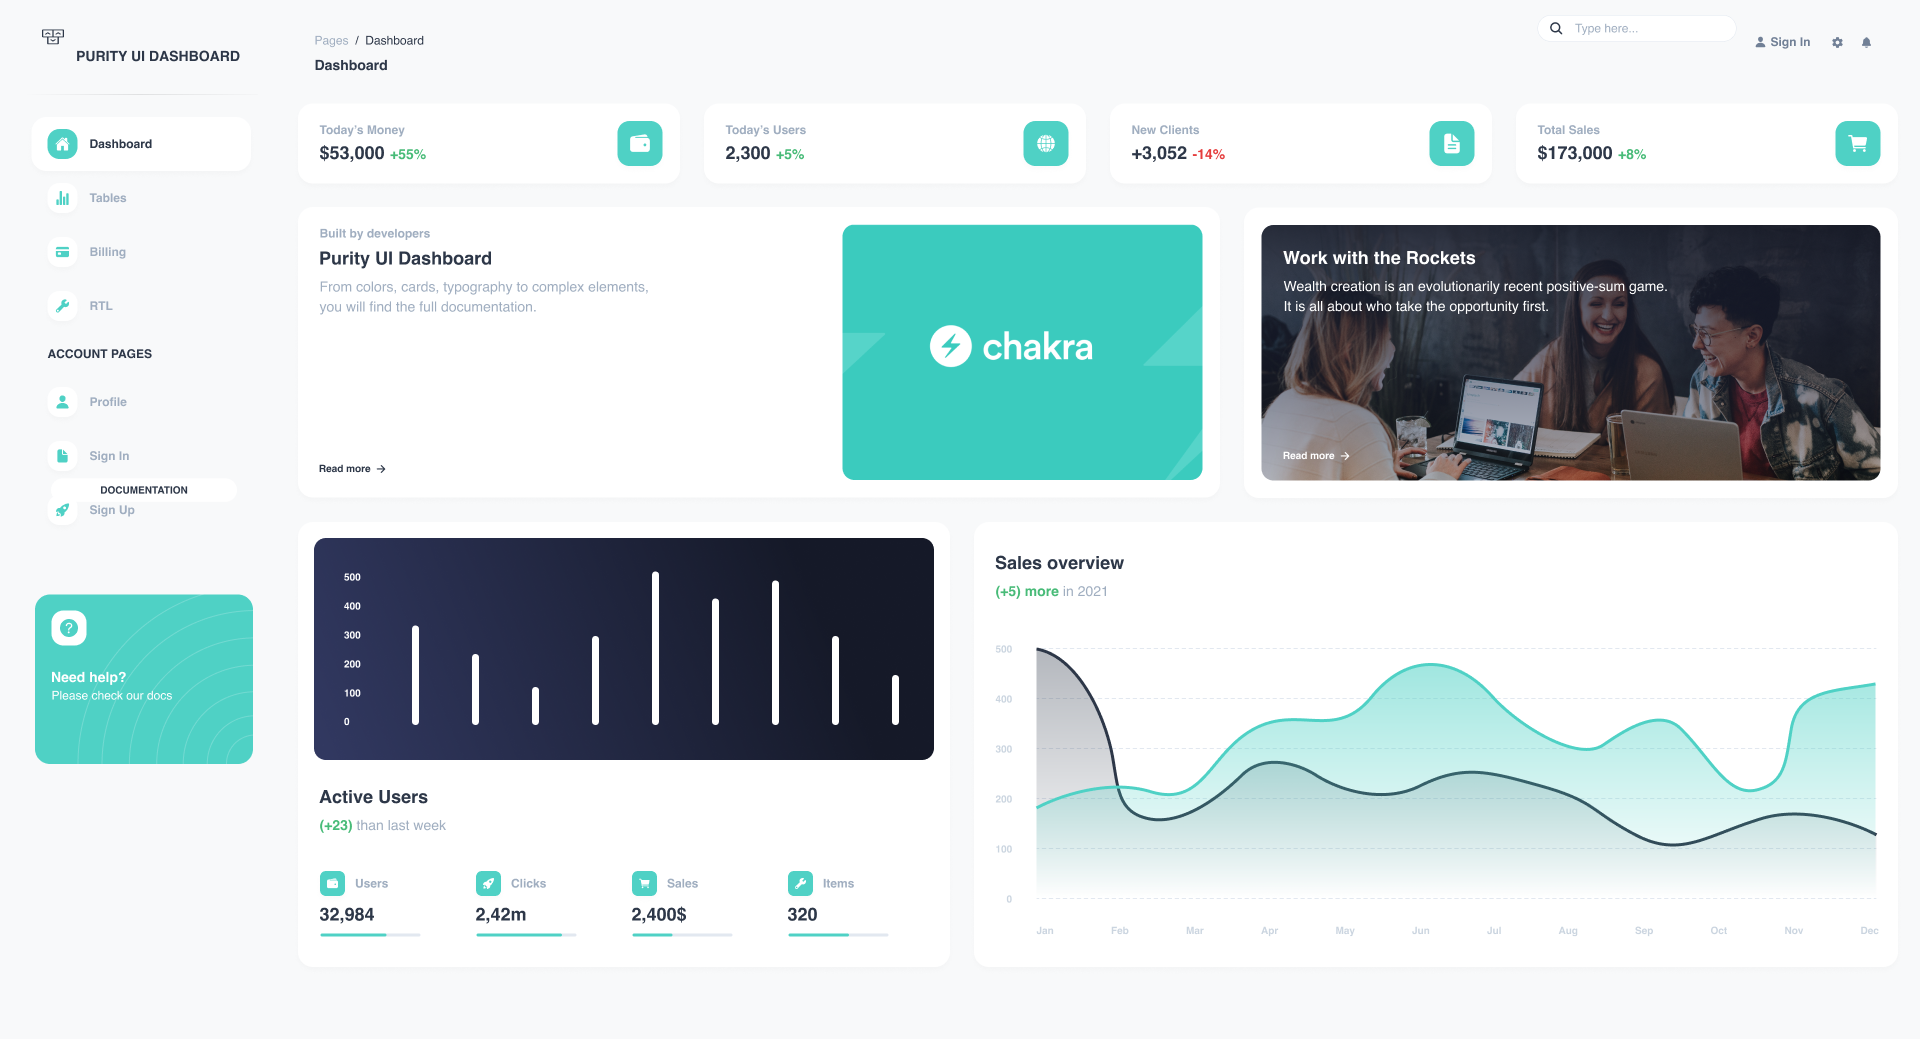 PURITY UI DASHBOARD
Dashboard
Tables
Billing
RTL
ACCOUNT PAGES
Profile
Sign In
DOCUMENTATION
Sign Up
?
Need help?
Please check our docs
Pages / Dashboard
Dashboard
Type here...
Sign In
Today's Money
$53,000 +55%
Today's Users
2,300 +5%
New Clients
+3,052 -14%
Total Sales
$173,000 +8%
Built by developers
Purity UI Dashboard
From colors, cards, typography to complex elements,
you will find the full documentation.
Read more
chakra
Work with the Rockets
Wealth creation is an evolutionarily recent positive-sum game.
It is all about who take the opportunity first.
Read more
500
400
300
200
100
0
Active Users
(+23) than last week
Users
32,984
Clicks
2,42m
Sales
2,400$
Items
320
Sales overview
(+5) more in 2021
500
400
300
200
100
0
Jan Feb Mar Apr May Jun Jul Aug Sep Oct Nov Dec